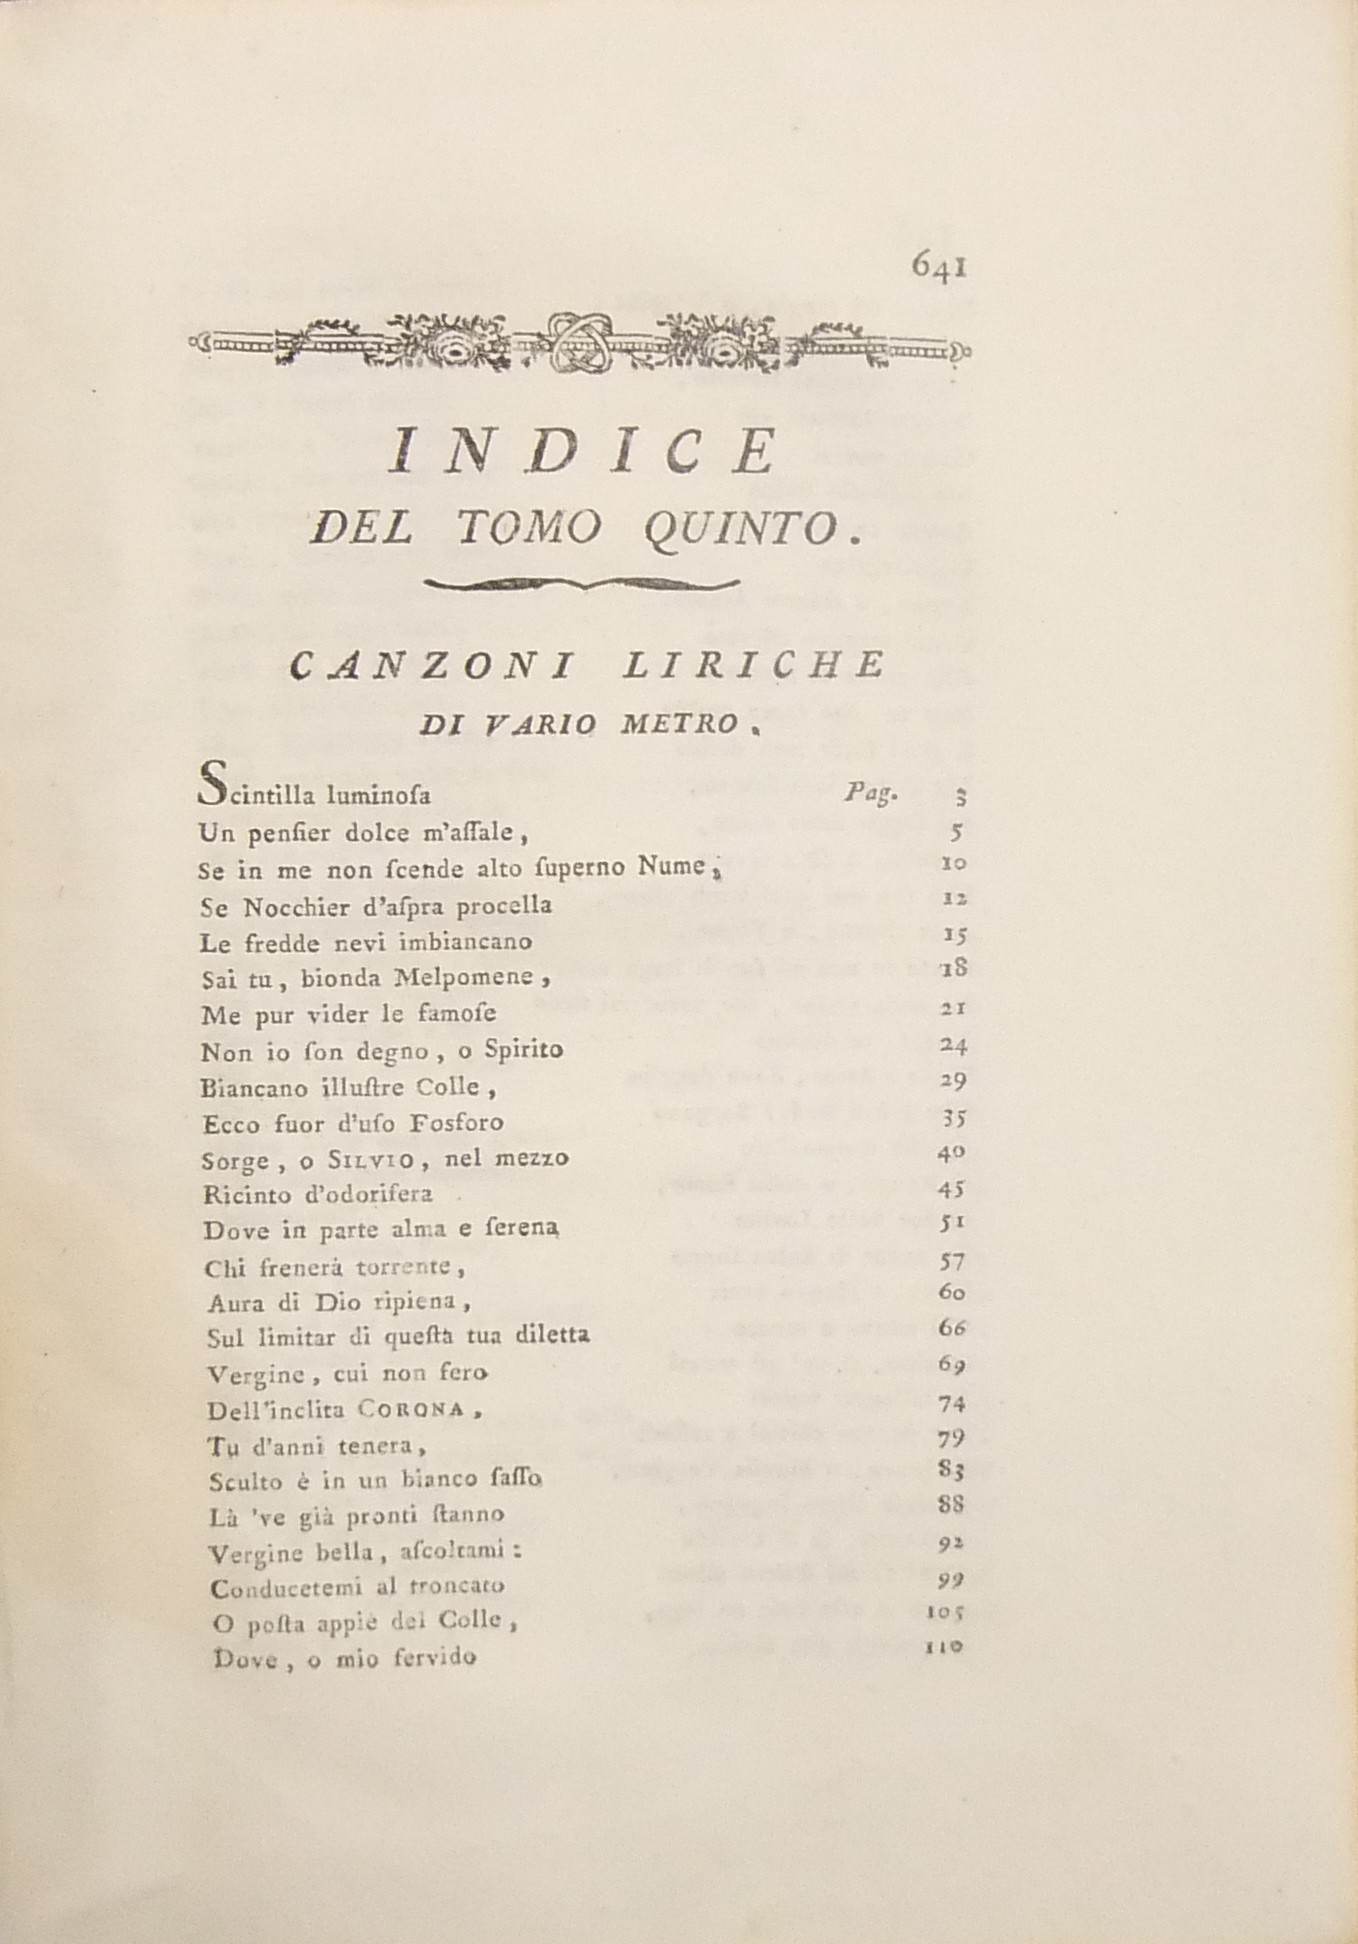 641
INDICE
DEL TOMO QUINTO.
CANZONI LIRICHE
DI VARIO METRO.
Scintilla luminoſa Pag. 3
Un penſier dolce m'aſſale, 5
Se in me non ſcende alto ſuperno Nume, 10
Se Nocchier d'aſpra procella 12
Le fredde nevi imbiancano 15
Sai tu, bionda Melpomene, 18
Me pur vider le famoſe 21
Non io ſon degno, o Spirito 24
Biancano illuſtre Colle, 29
Ecco fuor d'uſo Fosforo 35
Sorge, o SILVIO, nel mezzo 40
Ricinto d'odorifera 45
Dove in parte alma e ſerena 51
Chi frenerà torrente, 57
Aura di Dio ripiena, 60
Sul limitar di queſta tua diletta 66
Vergine, cui non fero 69
Dell'inclita CORONA, 74
Tu d'anni tenera, 79
Sculto è in un bianco ſaſſo 83
Là 've già pronti ſtanno 88
Vergine bella, aſcoltami: 92
Conducetemi al troncato 99
O poſta appiè del Colle, 105
Dove, o mio fervido 110